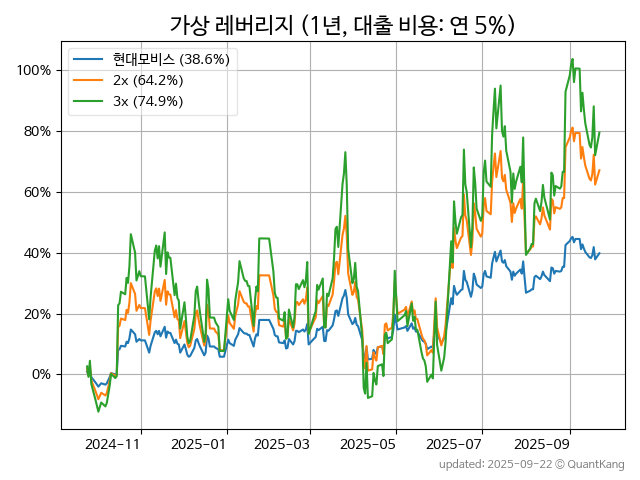 가상 레버리지 (1년, 대출 비용: 연 5%)
현대모비스 (38.6%)
2x (64.2%)
3x (74.9%)
100%
80%
60%
40%
20%
0%
2024-11 2025-01 2025-03 2025-05 2025-07 2025-09
updated: 2025-09-22 © QuantKang